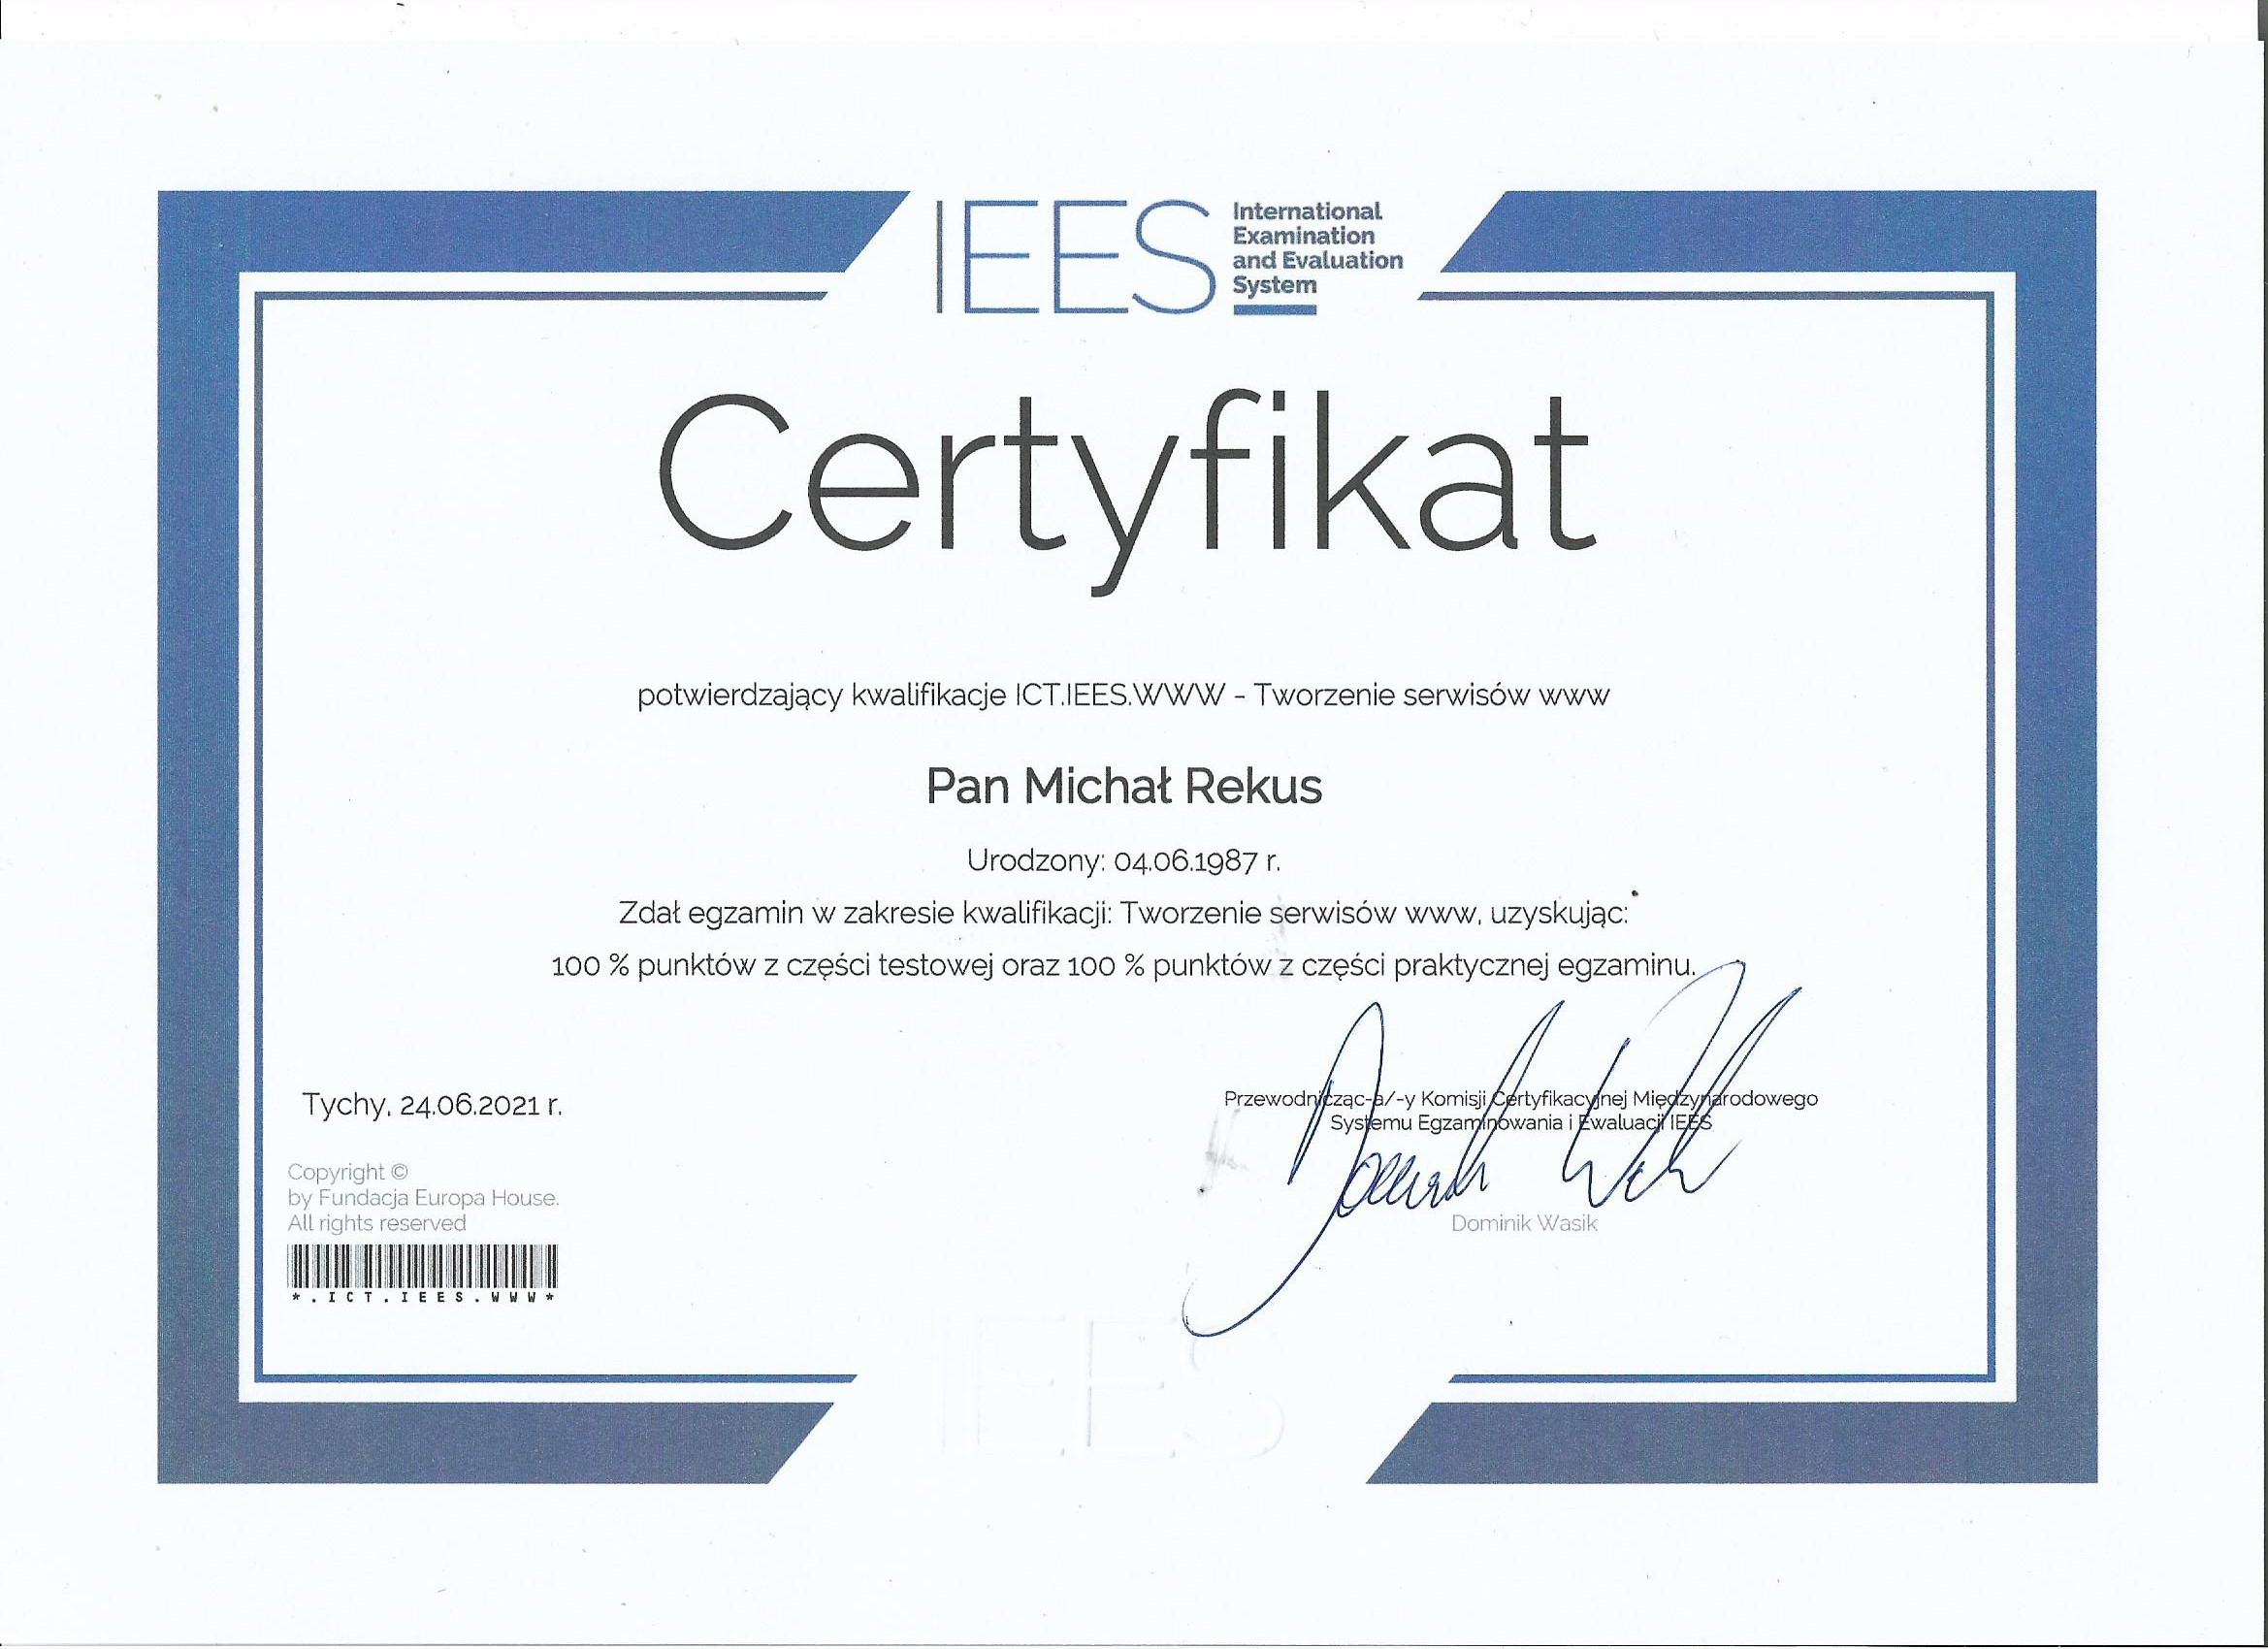 IEES
International
Examination
and Evaluation
System
Certyfikat
potwierdzający kwalifikacje ICT.IEES.WWW - Tworzenie serwisów www
Pan Michał Rekus
Urodzony: 04.06.1987 r.
Zdał egzamin w zakresie kwalifikacji: Tworzenie serwisów www, uzyskując:
100 % punktów z części testowej oraz 100 % punktów z części praktycznej egzaminu.
Tychy, 24.06.2021 r.
Przewodnicząc-a/-y Komisji Certyfikacyjnej Międzynarodowego
Systemu Egzaminowania i Ewaluacji IEES
Dominik Wasik
Copyright ©
by Fundacja Europa House.
All rights reserved
*.ICT.IEES.WWW*
IEES